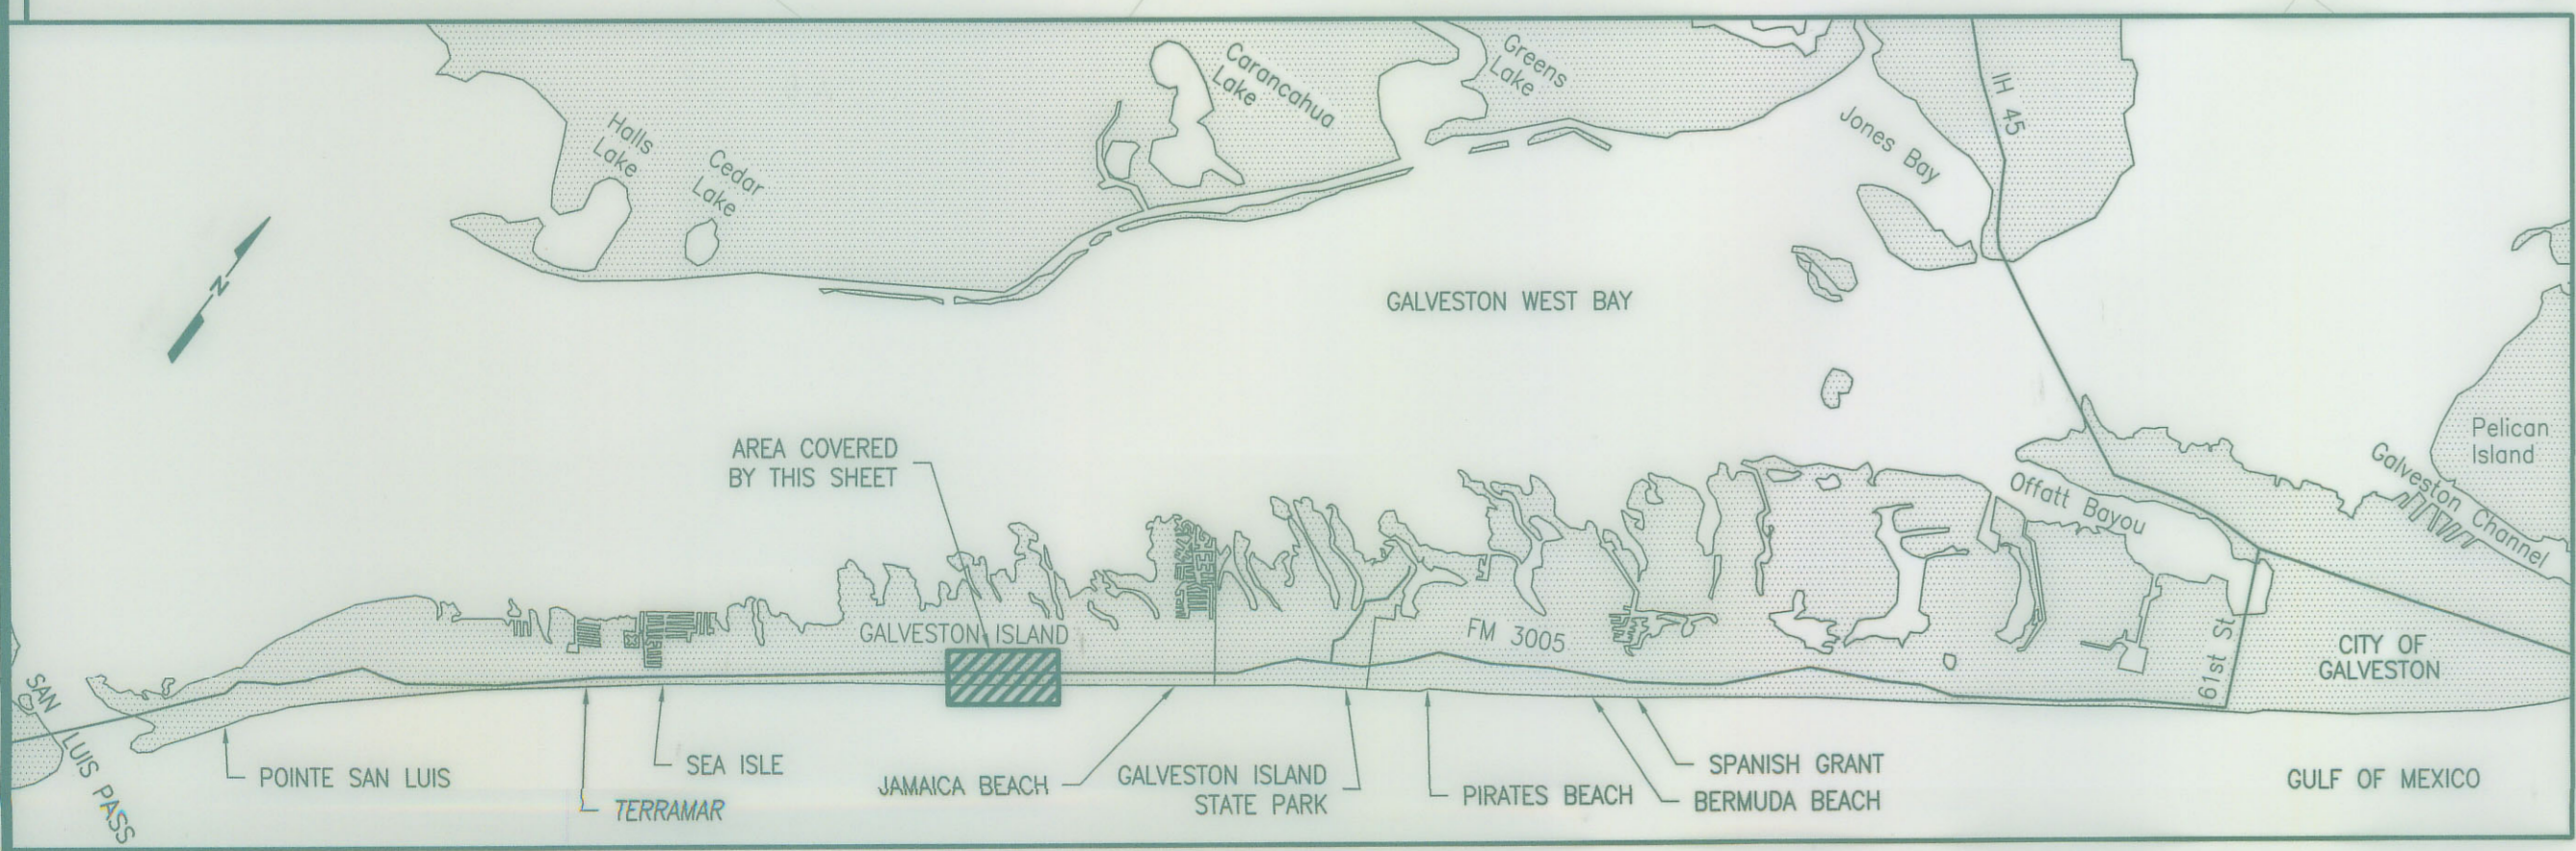 Halls
Lake
Cedar
Lake
Carancahua
Lake
Greens
Lake
IH 45
Jones Bay
N
GALVESTON WEST BAY
AREA COVERED
BY THIS SHEET
Pelican
Island
Galveston Channel
Offatt Bayou
GALVESTON ISLAND
FM 3005
61st St
CITY OF
GALVESTON
SAN LUIS PASS
POINTE SAN LUIS
TERRAMAR
SEA ISLE
JAMAICA BEACH
GALVESTON ISLAND
STATE PARK
PIRATES BEACH
SPANISH GRANT
BERMUDA BEACH
GULF OF MEXICO